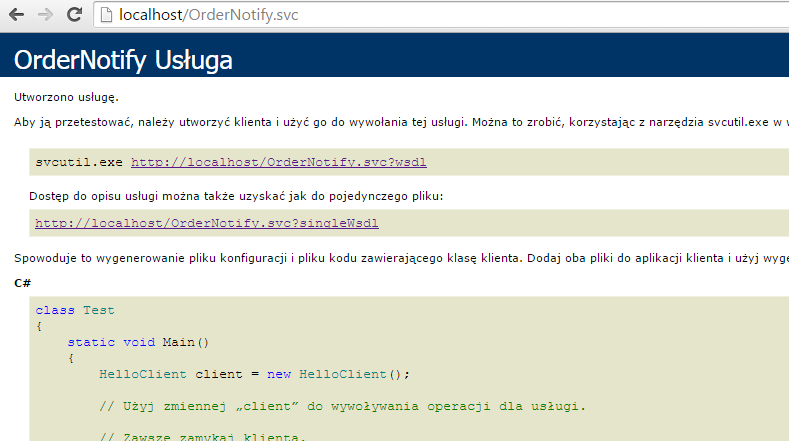 localhost/OrderNotify.svc
OrderNotify Usługa
Utworzono usługę.
Aby ją przetestować, należy utworzyć klienta i użyć go do wywołania tej usługi. Można to zrobić, korzystając z narzędzia svcutil.exe w
svcutil.exe http://localhost/OrderNotify.svc?wsdl
Dostęp do opisu usługi można także uzyskać jak do pojedynczego pliku:
http://localhost/OrderNotify.svc?singleWsdl
Spowoduje to wygenerowanie pliku konfiguracji i pliku kodu zawierającego klasę klienta. Dodaj oba pliki do aplikacji klienta i użyj wyge
C#
class Test
{
    static void Main()
    {
        HelloClient client = new HelloClient();
        // Użyj zmiennej „client” do wywoływania operacji dla usługi.
        // Zawsze zamykaj klienta.